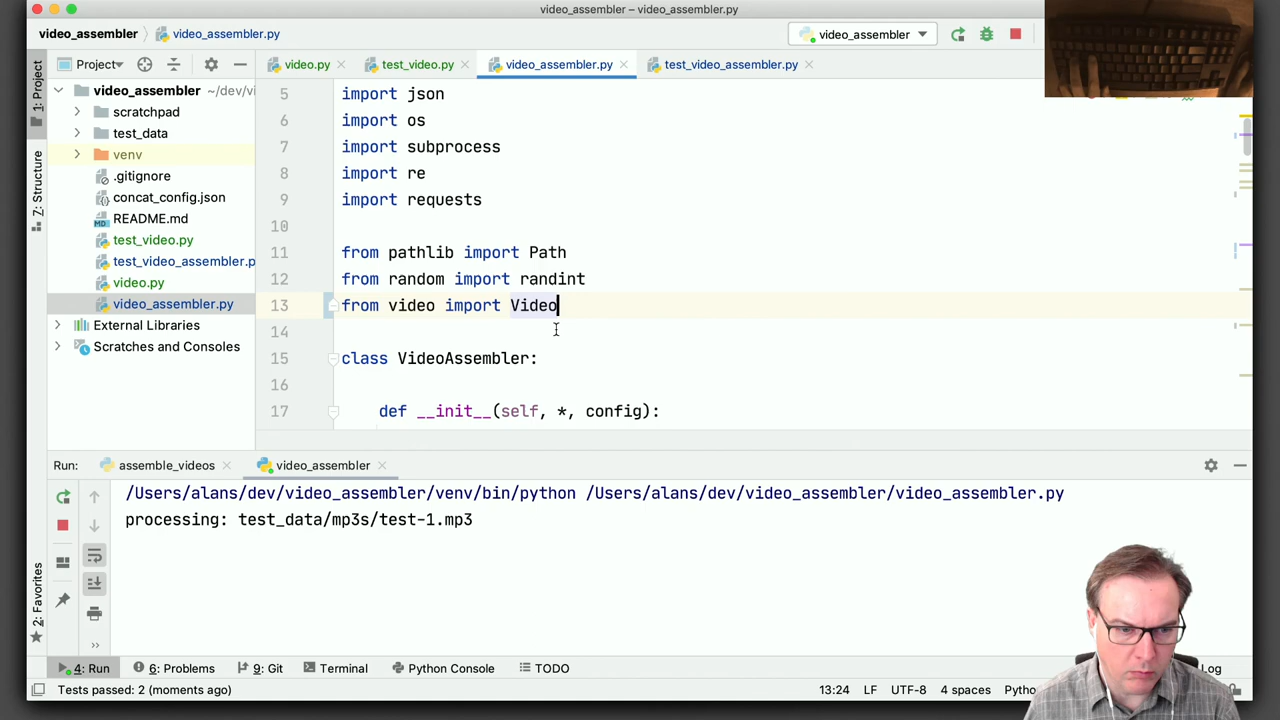 video_assembler – video_assembler.py
video_assembler
video_assembler.py
video_assembler
Project
video.py
test_video.py
video_assembler.py
test_video_assembler.py
1: Project
Z: Structure
2: Favorites
video_assembler ~/dev/vi
scratchpad
test_data
venv
.gitignore
concat_config.json
README.md
test_video.py
test_video_assembler.p
video.py
video_assembler.py
External Libraries
Scratches and Consoles
5 import json
6 import os
7 import subprocess
8 import re
9 import requests
10
11 from pathlib import Path
12 from random import randint
13 from video import Video
14
15 class VideoAssembler:
16
17 def __init__(self, *, config):
Run: assemble_videos video_assembler
/Users/alans/dev/video_assembler/venv/bin/python /Users/alans/dev/video_assembler/video_assembler.py
processing: test_data/mp3s/test-1.mp3
4: Run 6: Problems 9: Git Terminal Python Console TODO Log
Tests passed: 2 (moments ago) 13:24 LF UTF-8 4 spaces Pytho